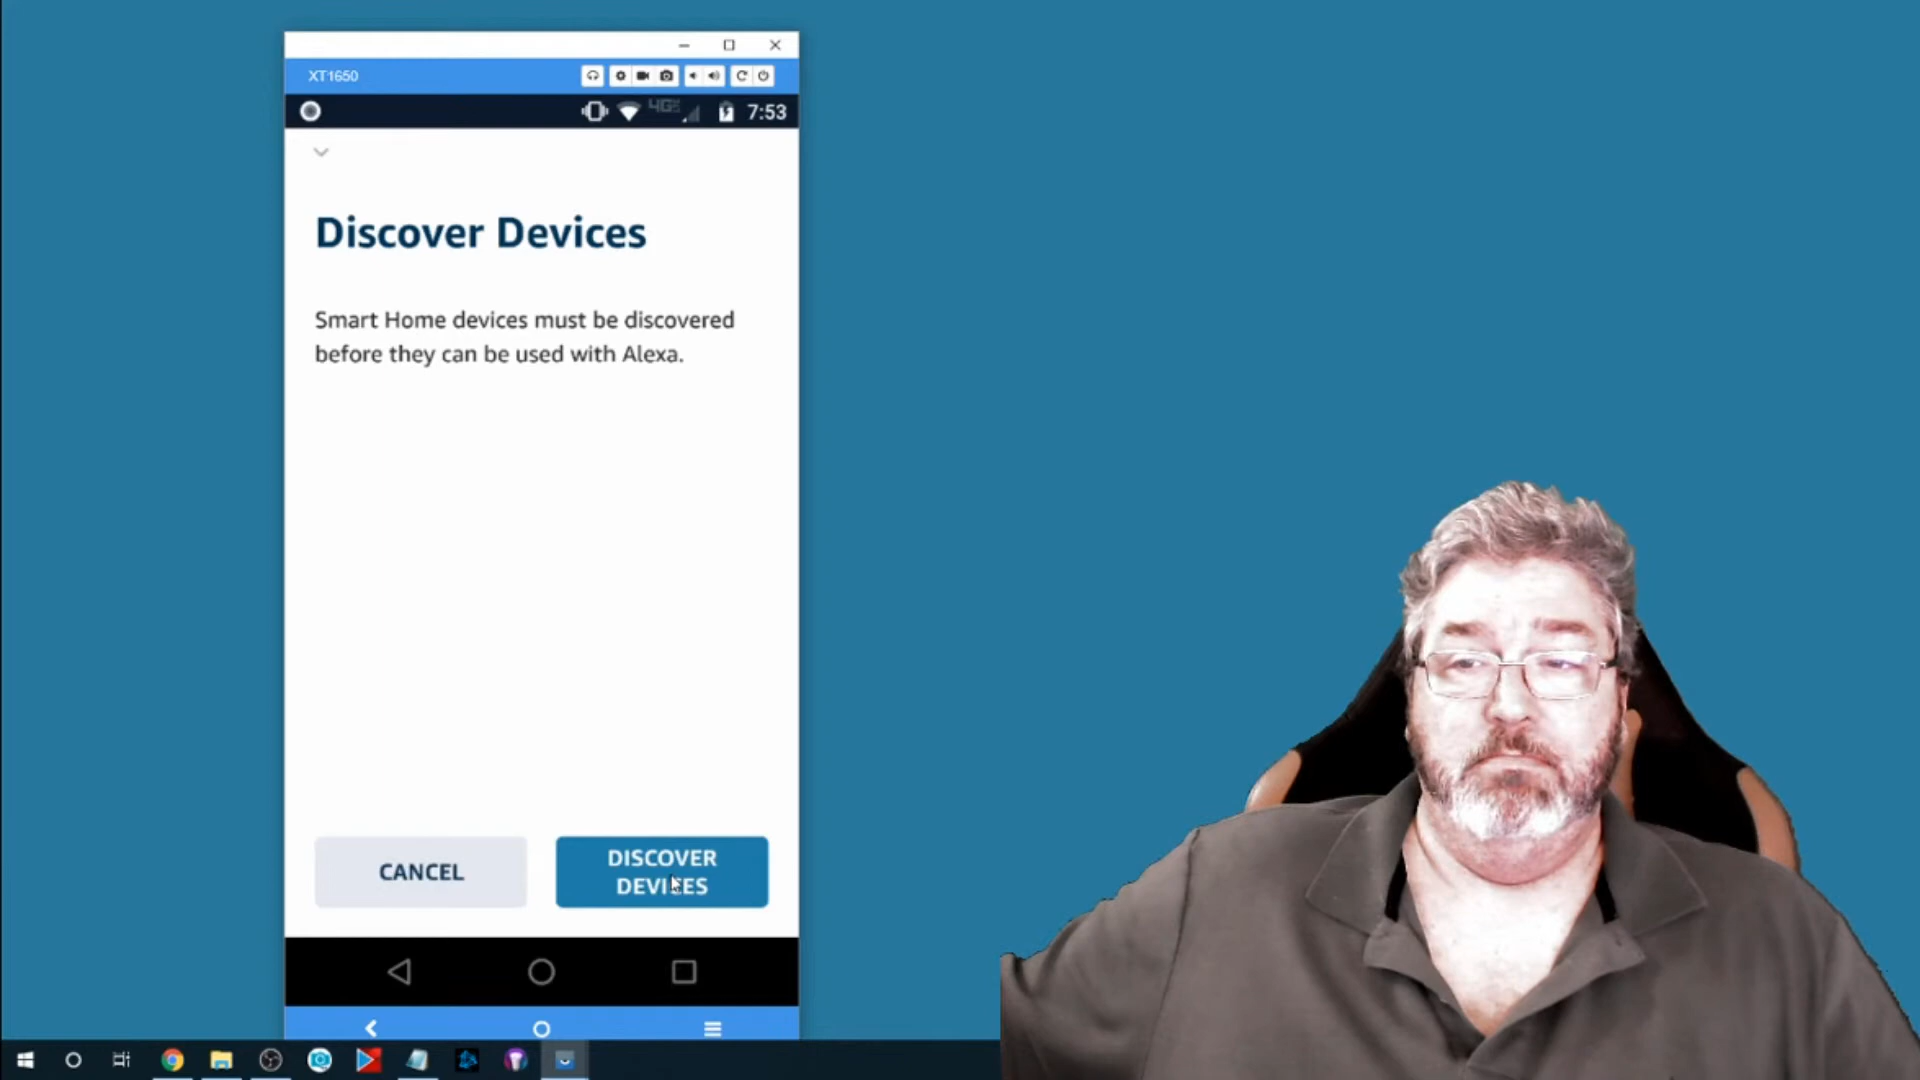 XT1650
7:53
Discover Devices
Smart Home devices must be discovered
before they can be used with Alexa.
CANCEL
DISCOVER
DEVICES